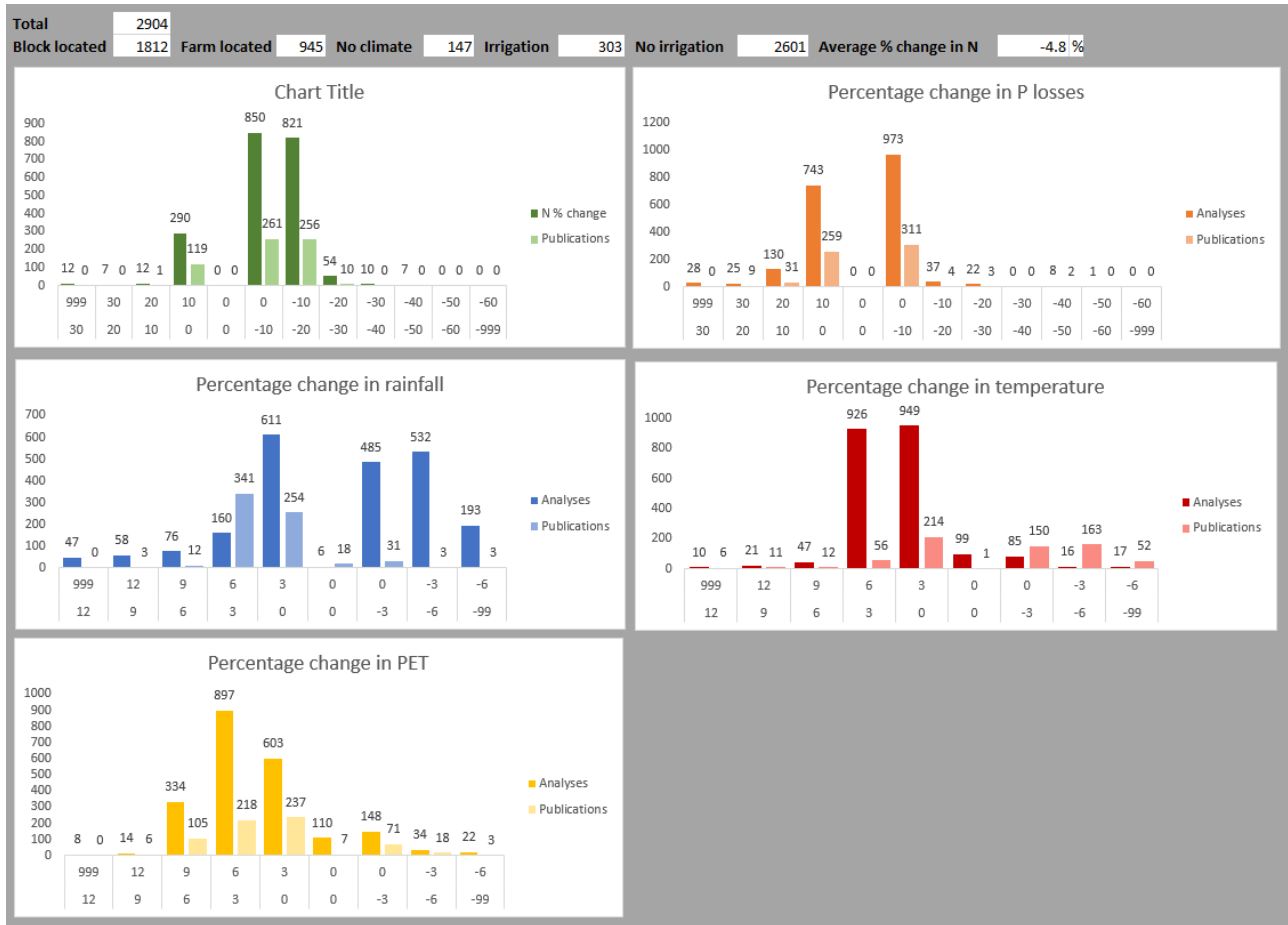 Total 2904
Block located 1812 Farm located 945 No climate 147 Irrigation 303 No irrigation 2601 Average % change in N -4.8 %
Chart Title
900
800
700
600
500
400
300
200
100
0
12 0 7 0 12 1 290 119 0 0 850 261 821 256 54 10 10 0 7 0 0 0 0 0
999 30 20 10 0 0 -10 -20 -30 -40 -50 -60
30 20 10 0 0 -10 -20 -30 -40 -50 -60 -999
N % change
Publications
Percentage change in P losses
1200
1000
800
600
400
200
0
28 0 25 9 130 31 743 259 0 0 973 311 37 4 22 3 0 0 8 2 1 0 0 0
999 30 20 10 0 0 -10 -20 -30 -40 -50 -60
30 20 10 0 0 -10 -20 -30 -40 -50 -60 -999
Analyses
Publications
Percentage change in rainfall
700
600
500
400
300
200
100
0
47 0 58 3 76 12 160 341 611 254 6 18 485 31 532 3 193 3
999 12 9 6 3 0 0 -3 -6
12 9 6 3 0 0 -3 -6 -99
Analyses
Publications
Percentage change in temperature
1000
800
600
400
200
0
10 6 21 11 47 12 926 56 949 214 99 1 85 150 16 163 17 52
999 12 9 6 3 0 0 -3 -6
12 9 6 3 0 0 -3 -6 -99
Analyses
Publications
Percentage change in PET
1000
900
800
700
600
500
400
300
200
100
0
8 0 14 6 334 105 897 218 603 237 110 7 148 71 34 18 22 3
999 12 9 6 3 0 0 -3 -6
12 9 6 3 0 0 -3 -6 -99
Analyses
Publications